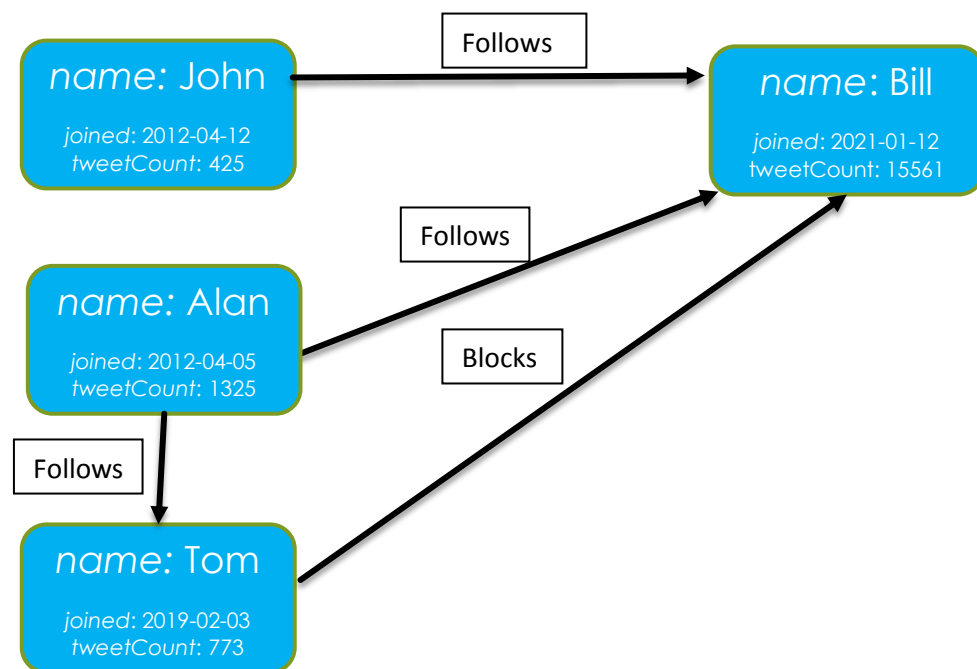 Follows
name: John
joined: 2012-04-12
tweetCount: 425
name: Bill
joined: 2021-01-12
tweetCount: 15561
Follows
name: Alan
joined: 2012-04-05
tweetCount: 1325
Blocks
Follows
name: Tom
joined: 2019-02-03
tweetCount: 773